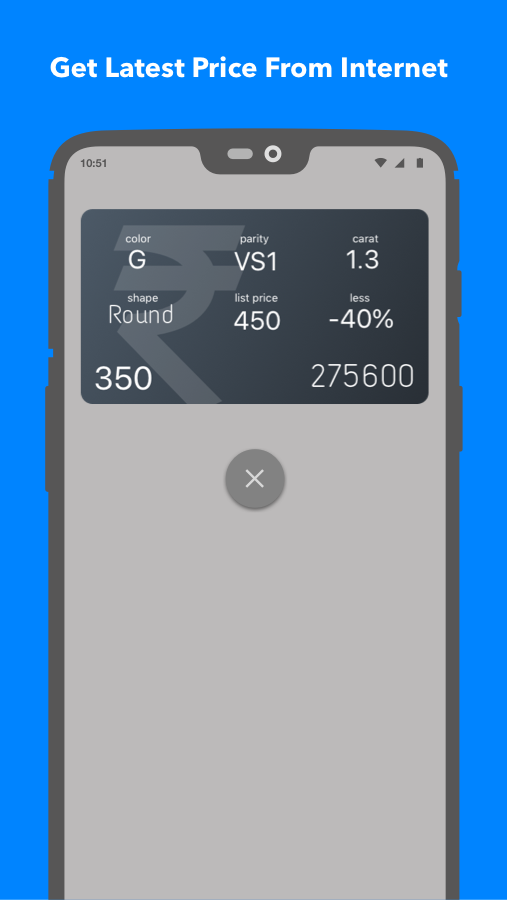 Get Latest Price From Internet
10:51
color parity carat
G VS1 1.3
shape list price less
Round 450 -40%
350 275600